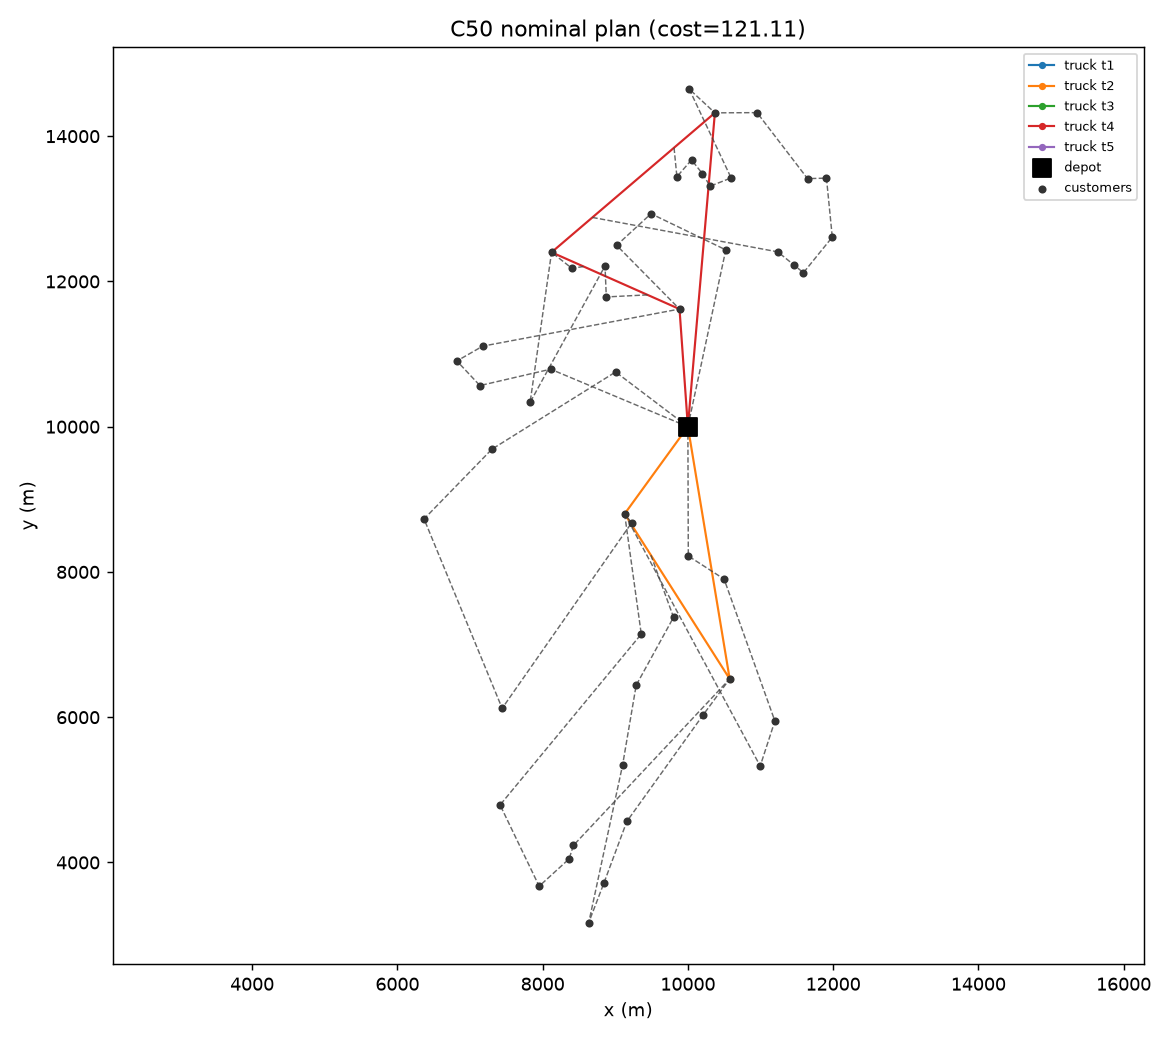 C50 nominal plan (cost=121.11)
truck t1
truck t2
truck t3
truck t4
truck t5
depot
customers
14000
12000
10000
8000
6000
4000
y (m)
4000 6000 8000 10000 12000 14000 16000
x (m)